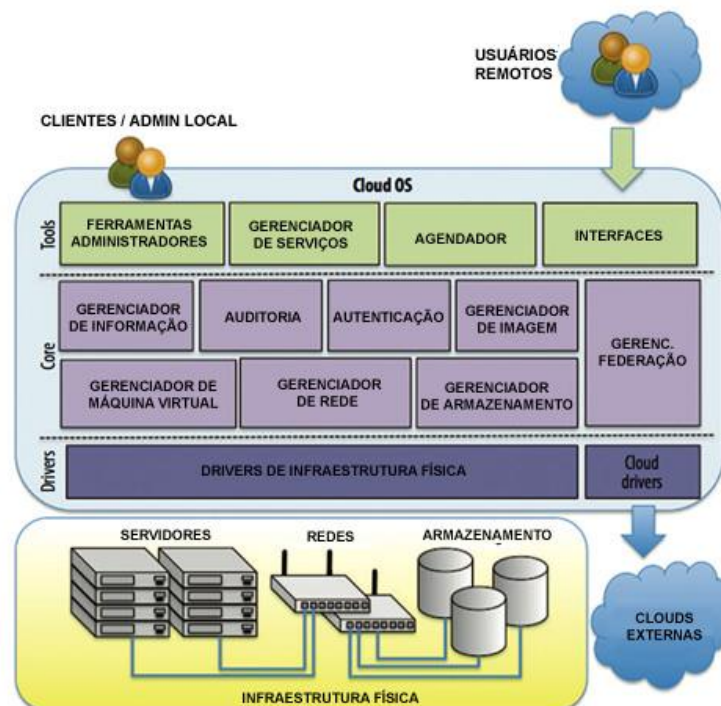 USUÁRIOS
REMOTOS
CLIENTES / ADMIN LOCAL
Cloud OS
Tools
FERRAMENTAS
ADMINISTRADORES
GERENCIADOR
DE SERVIÇOS
AGENDADOR
INTERFACES
Core
GERENCIADOR
DE INFORMAÇÃO
AUDITORIA
AUTENTICAÇÃO
GERENCIADOR
DE IMAGEM
GERENC.
FEDERAÇÃO
GERENCIADOR DE
MÁQUINA VIRTUAL
GERENCIADOR
DE REDE
GERENCIADOR
DE ARMAZENAMENTO
Drivers
DRIVERS DE INFRAESTRUTURA FÍSICA
Cloud
drivers
SERVIDORES
REDES
ARMAZENAMENTO
CLOUDS
EXTERNAS
INFRAESTRUTURA FÍSICA